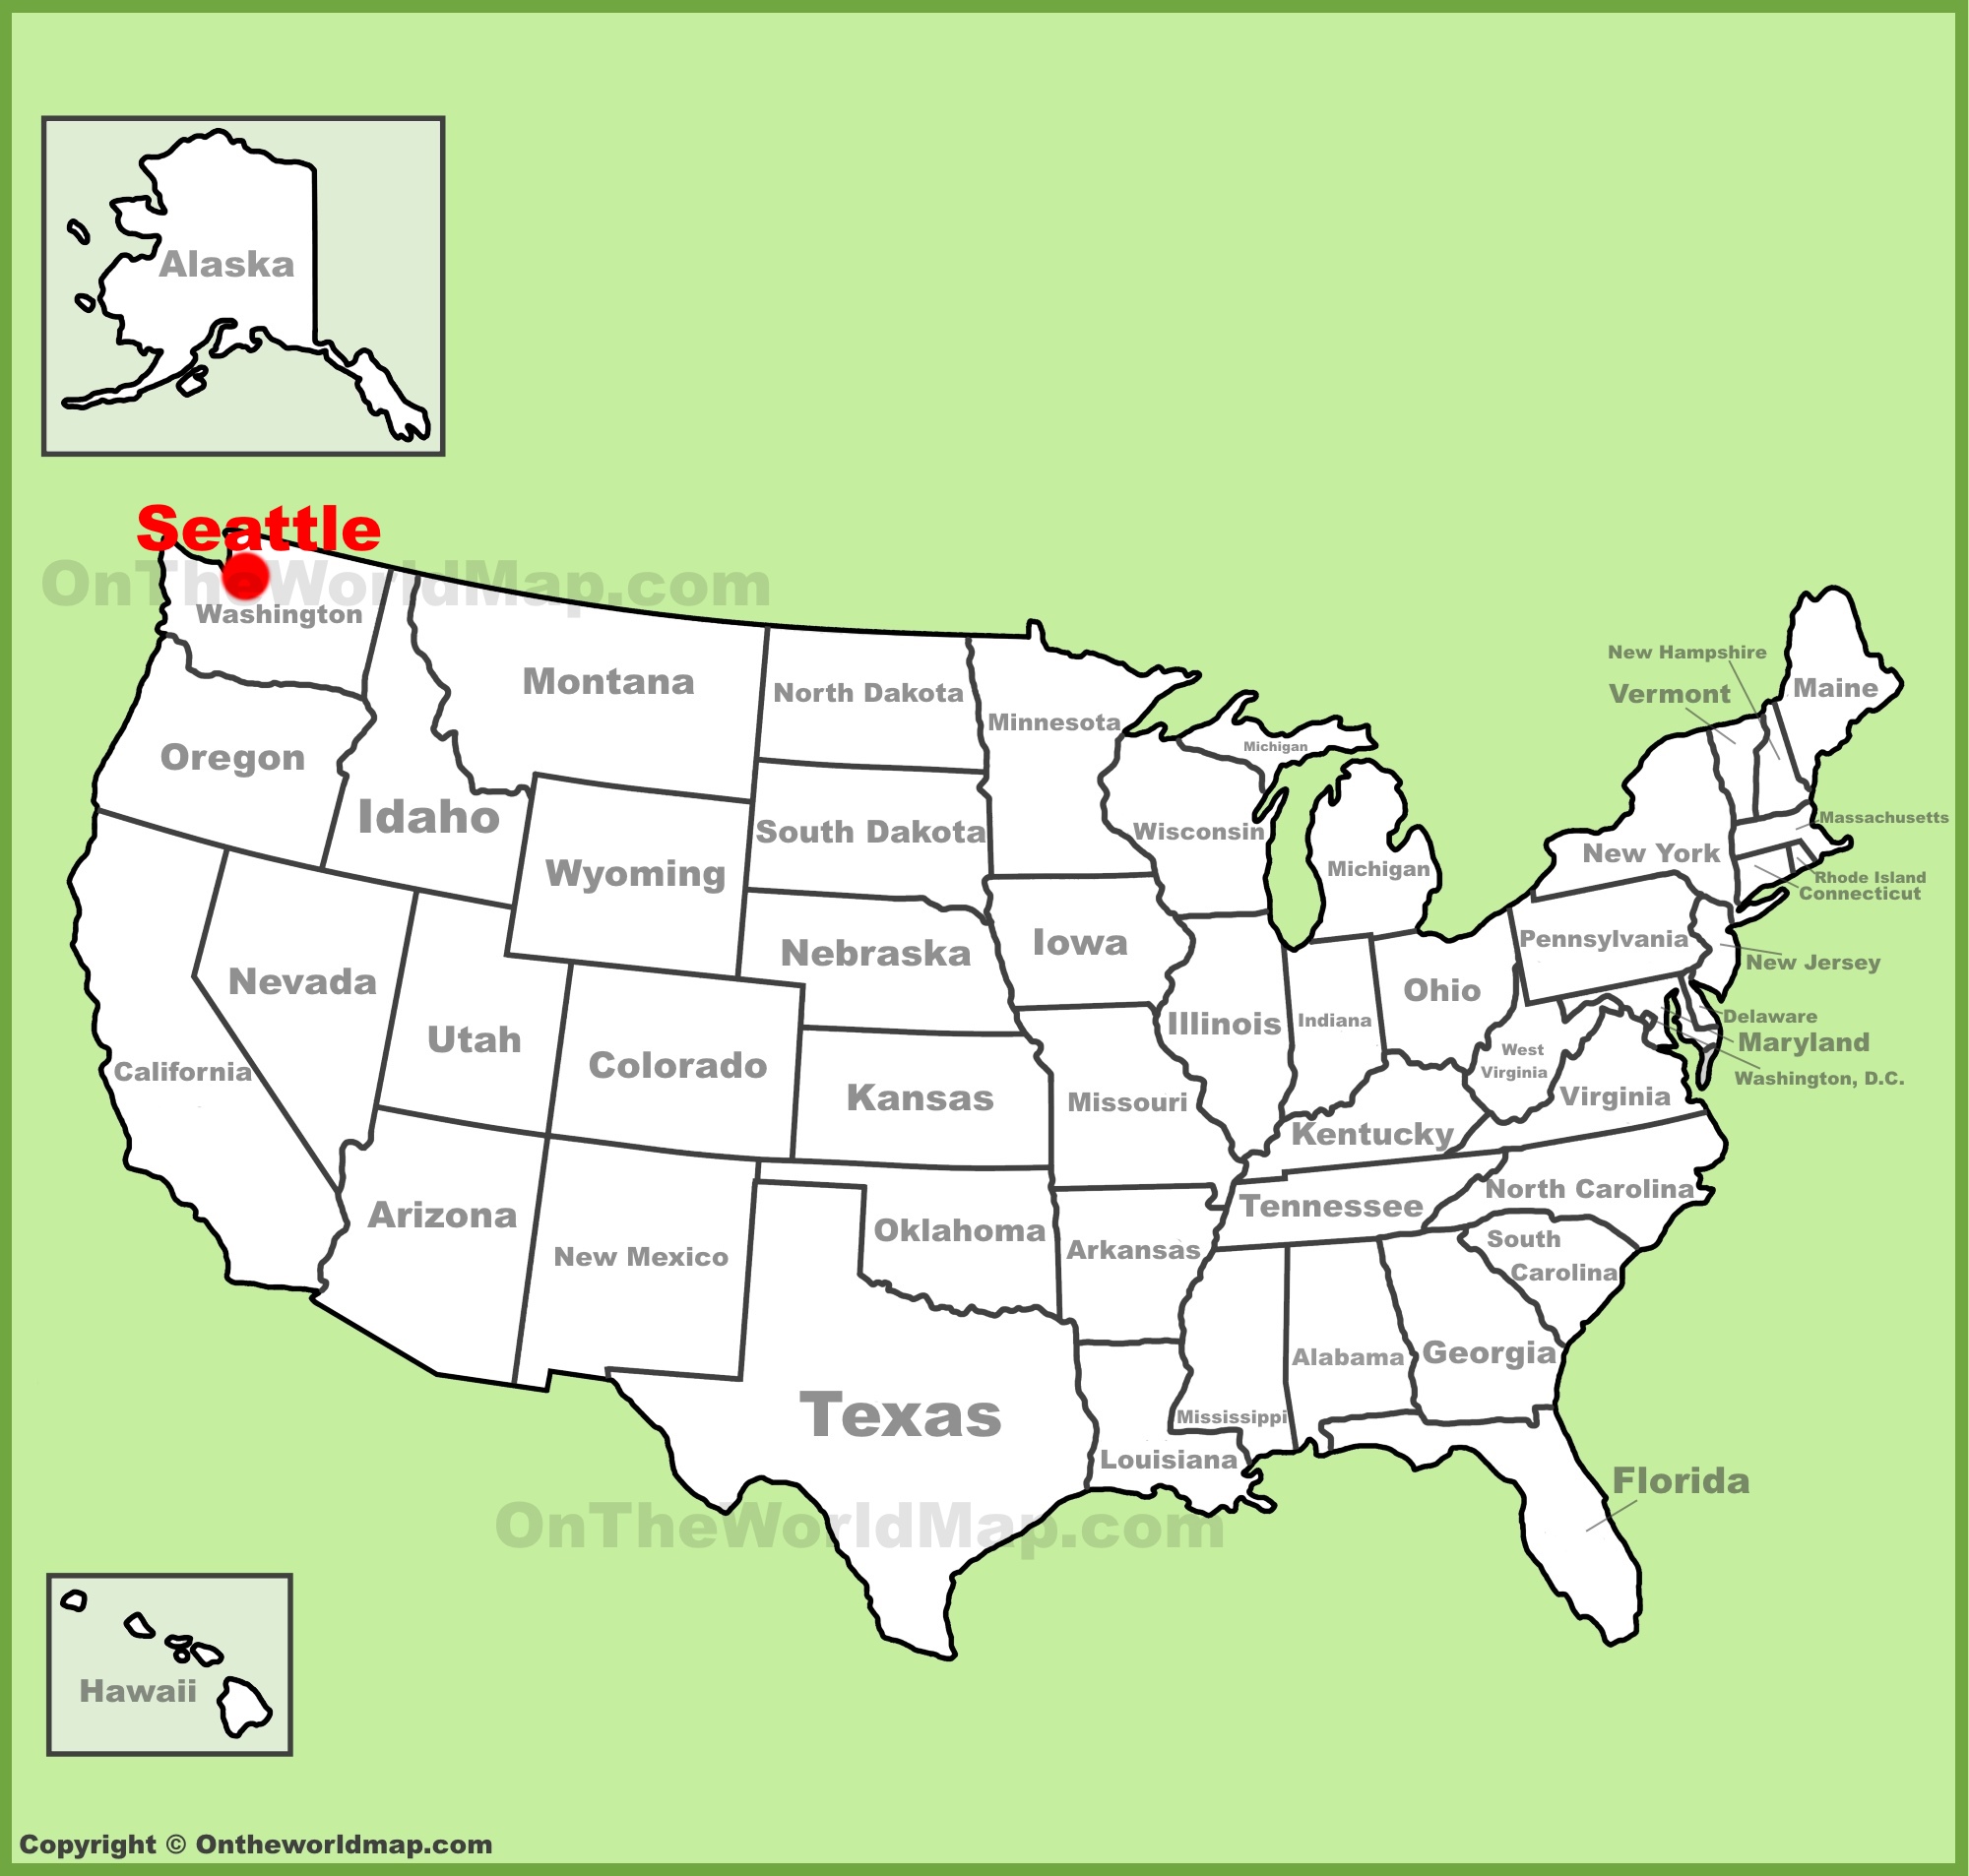 Alaska
Seattle
OnTheWorldMap.com
Washington
Montana
North Dakota
Minnesota
Michigan
New Hampshire
Vermont
Maine
Oregon
Idaho
South Dakota
Wisconsin
Massachusetts
Wyoming
Michigan
New York
Rhode Island
Connecticut
Nebraska
Iowa
Pennsylvania
New Jersey
Nevada
Ohio
Delaware
Utah
Illinois
Indiana
Maryland
West
Virginia
Washington, D.C.
California
Colorado
Kansas
Missouri
Virginia
Kentucky
Arizona
North Carolina
Tennessee
New Mexico
Oklahoma
Arkansas
South
Carolina
Alabama
Georgia
Texas
Mississippi
Louisiana
Florida
OnTheWorldMap.com
Hawaii
Copyright © Ontheworldmap.com